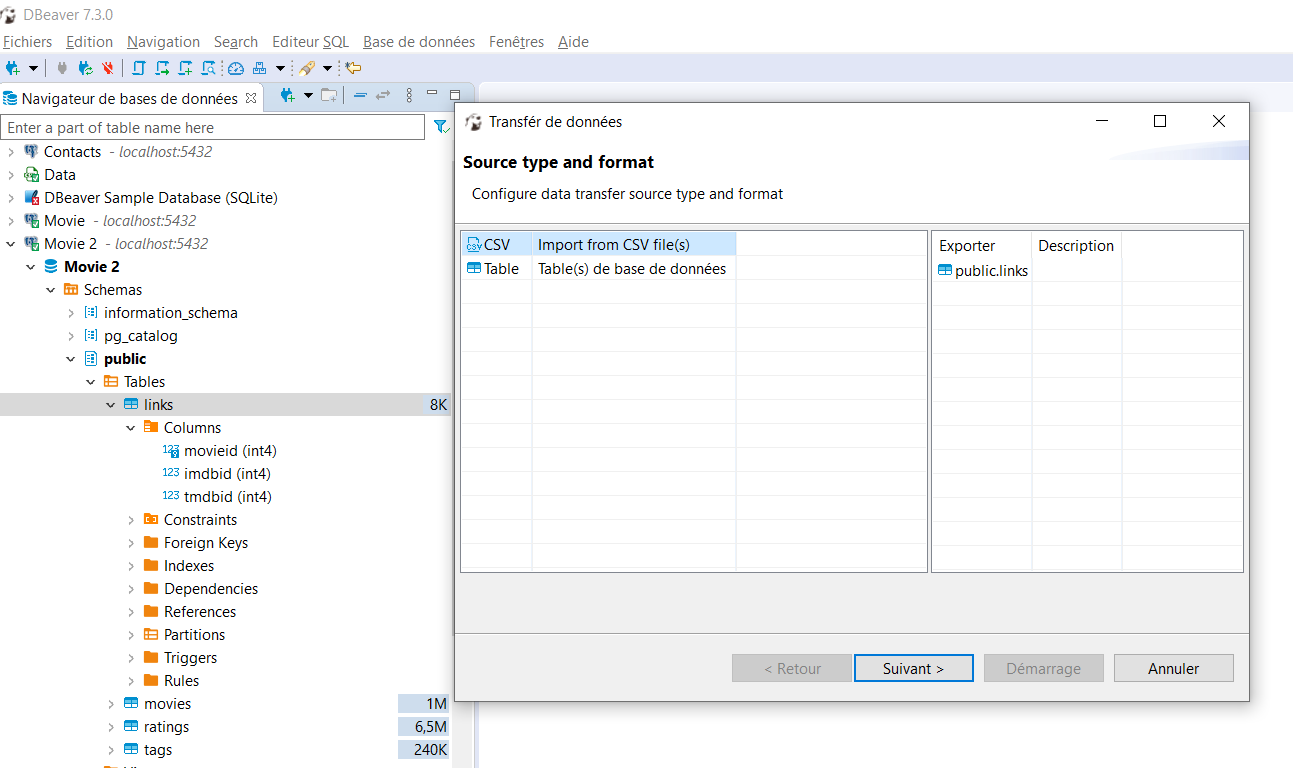 DBeaver 7.3.0
Fichiers Edition Navigation Search Editeur SQL Base de données Fenêtres Aide
Navigateur de bases de données
Enter a part of table name here
Contacts - localhost:5432
Data
DBeaver Sample Database (SQLite)
Movie - localhost:5432
Movie 2 - localhost:5432
Movie 2
Schemas
information_schema
pg_catalog
public
Tables
links 8K
Columns
123 movieid (int4)
123 imdbid (int4)
123 tmdbid (int4)
Constraints
Foreign Keys
Indexes
Dependencies
References
Partitions
Triggers
Rules
movies 1M
ratings 6,5M
tags 240K
Transfér de données
Source type and format
Configure data transfer source type and format
CSV Import from CSV file(s)
Table Table(s) de base de données
Exporter Description
public.links
< Retour Suivant > Démarrage Annuler